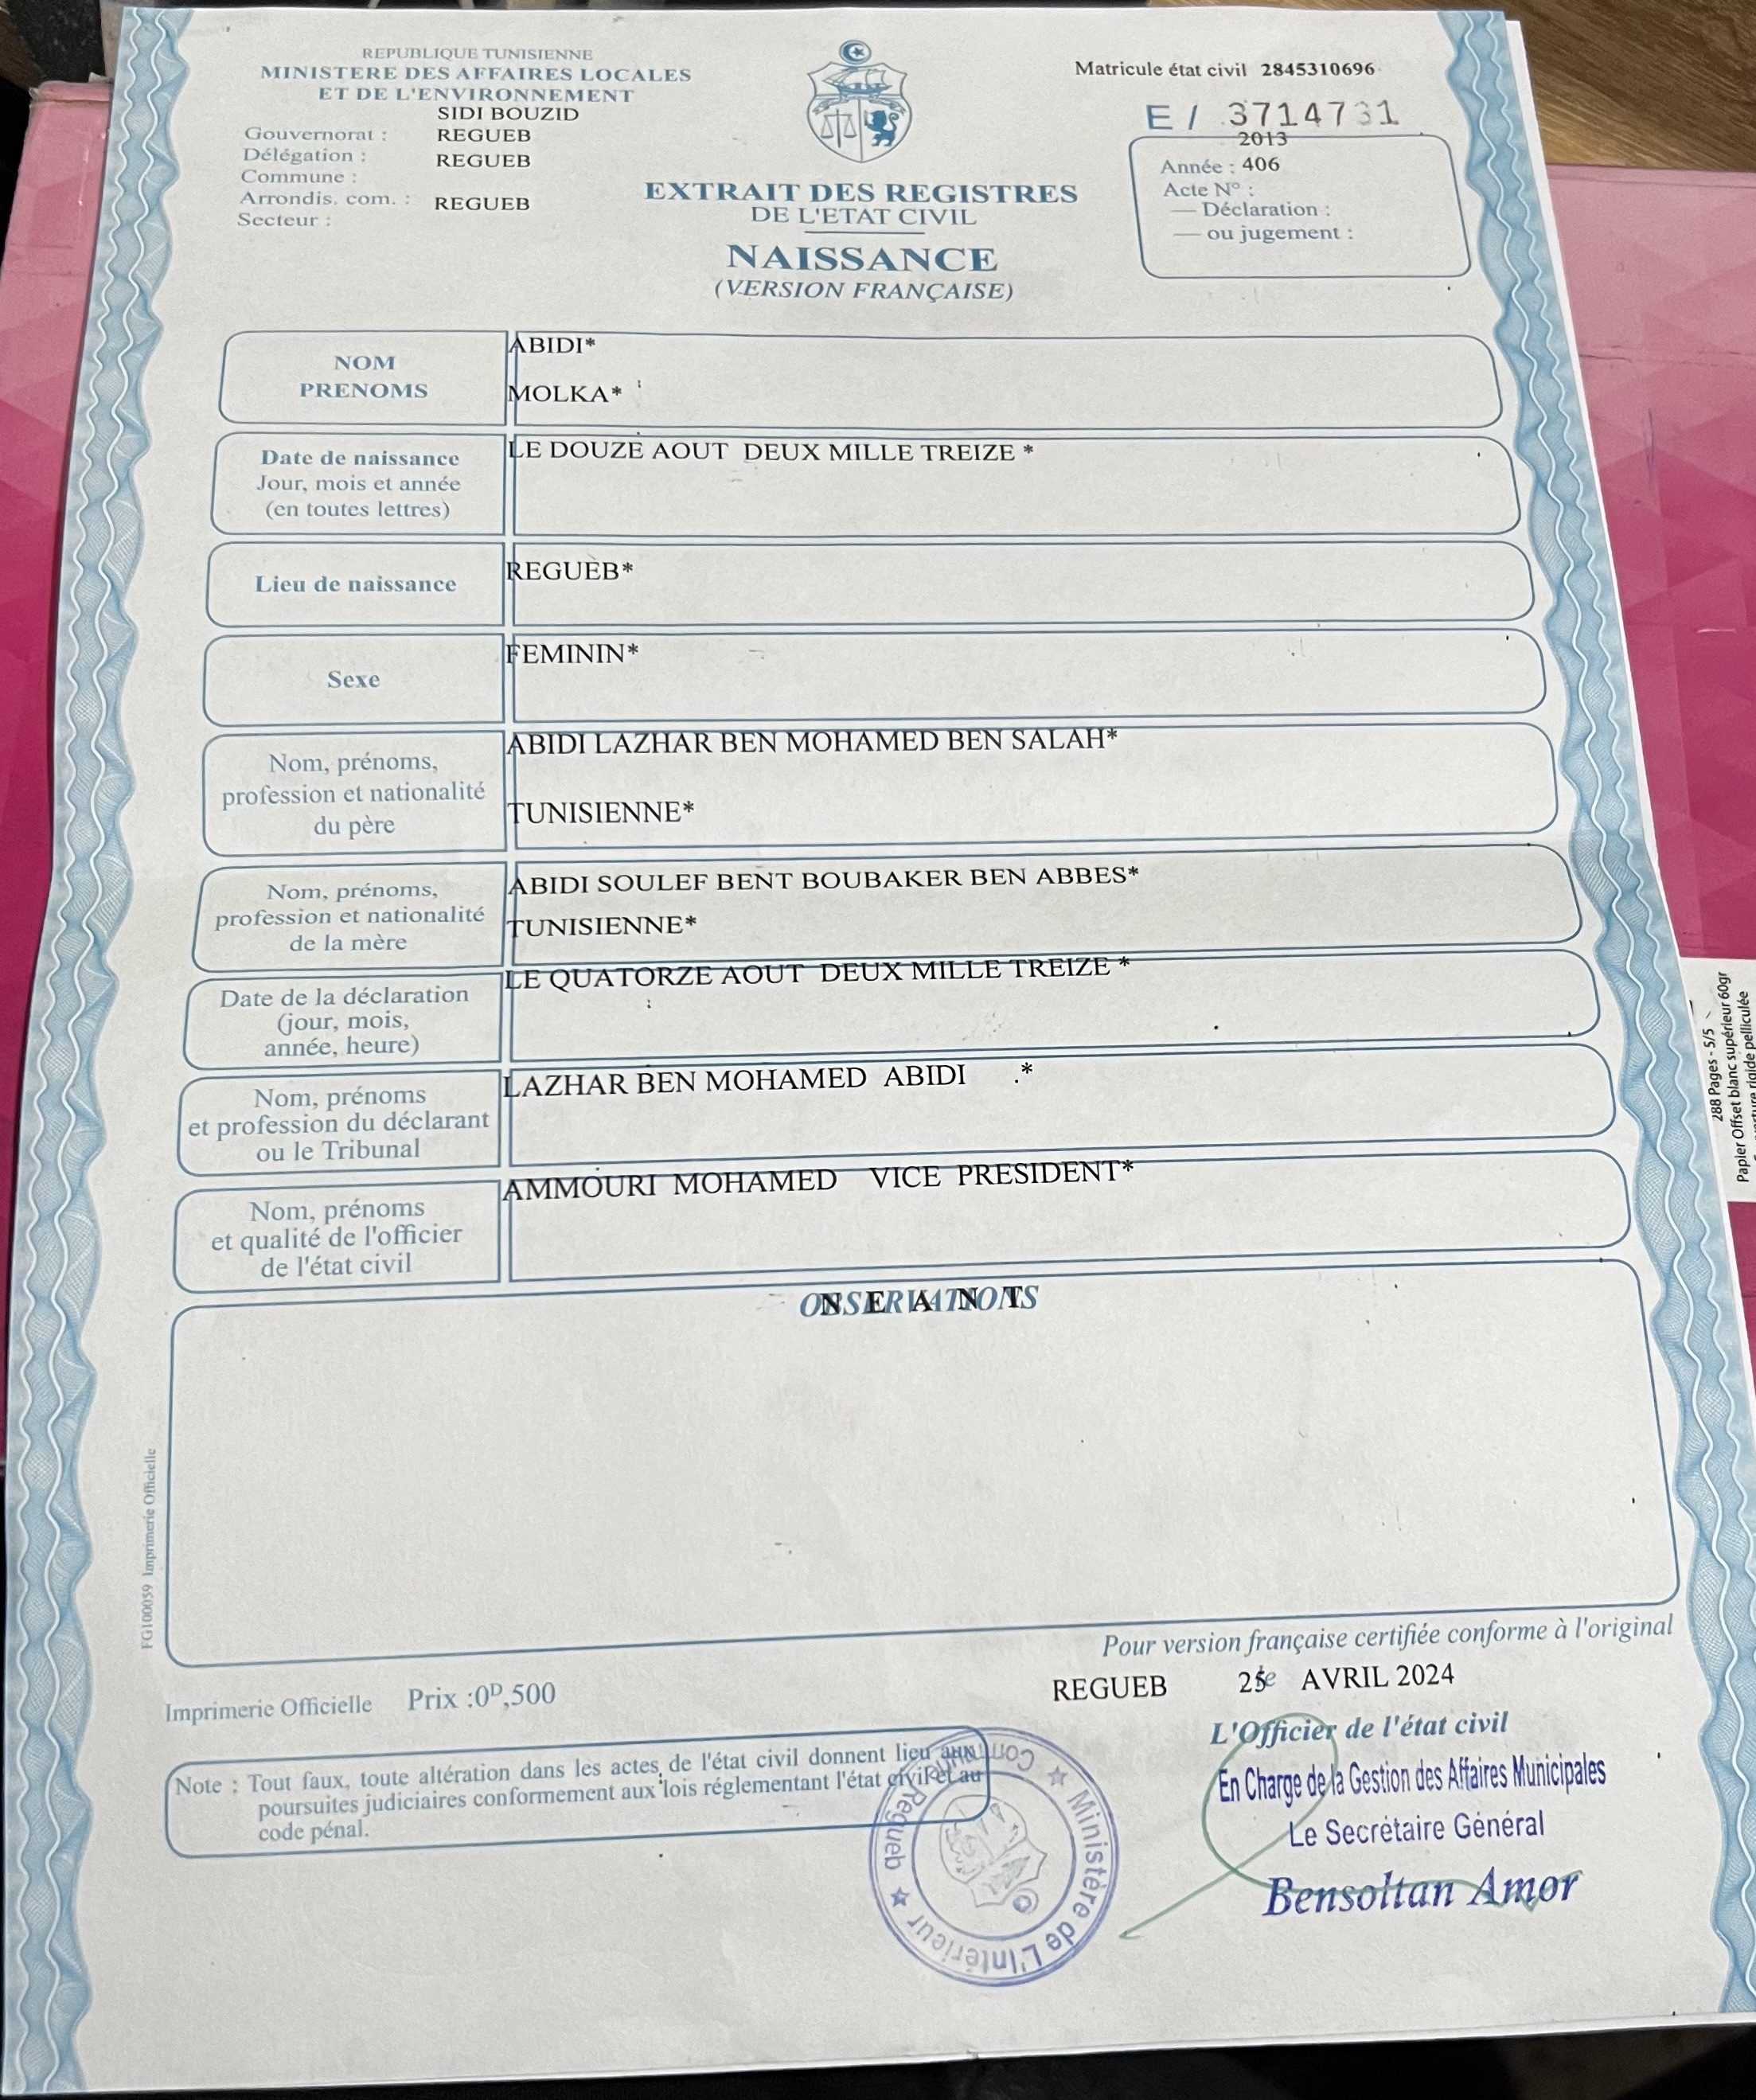 REPUBLIQUE TUNISIENNE
MINISTERE DES AFFAIRES LOCALES
ET DE L'ENVIRONNEMENT
SIDI BOUZID
Gouvernorat : REGUEB
Délégation : REGUEB
Commune :
Arrondis. com. : REGUEB
Secteur :
EXTRAIT DES REGISTRES
DE L'ETAT CIVIL
NAISSANCE
(VERSION FRANÇAISE)
Matricule état civil 2845310696
E / 3714731
2013
Année : 406
Acte N° :
— Déclaration :
— ou jugement :
NOM
PRENOMS
ABIDI*
MOLKA*
Date de naissance
Jour, mois et année
(en toutes lettres)
LE DOUZE AOUT DEUX MILLE TREIZE *
Lieu de naissance
REGUEB*
Sexe
FEMININ*
Nom, prénoms,
profession et nationalité
du père
ABIDI LAZHAR BEN MOHAMED BEN SALAH*
TUNISIENNE*
Nom, prénoms,
profession et nationalité
de la mère
ABIDI SOULEF BENT BOUBAKER BEN ABBES*
TUNISIENNE*
Date de la déclaration
(jour, mois,
année, heure)
LE QUATORZE AOUT DEUX MILLE TREIZE *
Nom, prénoms
et profession du déclarant
ou le Tribunal
LAZHAR BEN MOHAMED ABIDI .*
Nom, prénoms
et qualité de l'officier
de l'état civil
AMMOURI MOHAMED VICE PRESIDENT*
OBSERVATIONS
N E A N T
FG100059 Imprimerie Officielle
Pour version française certifiée conforme à l'original
REGUEB 25 le AVRIL 2024
Imprimerie Officielle Prix :0ᴰ,500
L'Officier de l'état civil
En Charge de la Gestion des Affaires Municipales
Le Secrétaire Général
Bensoltan Amor
Note : Tout faux, toute altération dans les actes de l'état civil donnent lieu aux
poursuites judiciaires conformement aux lois réglementant l'état civil et au
code pénal.
Ministère de L'Intérieur ★ Regueb ★
288 Pages - 5/5
Papier Offset blanc supérieur 60gr
rigide pelliculée